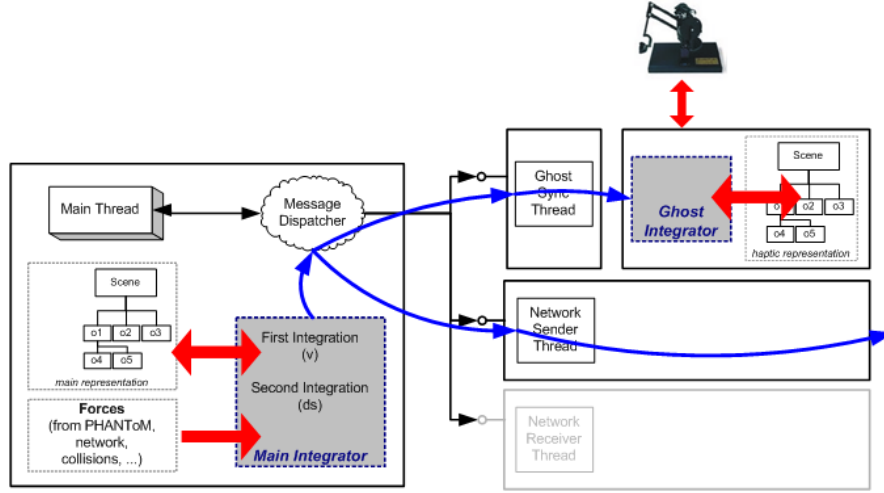 Main Thread
Message
Dispatcher
Scene
o1 o2 o3
o4 o5
main representation
Forces
(from PHANToM,
network,
collisions, ...)
First Integration
(v)
Second Integration
(ds)
Main Integrator
Ghost
Sync
Thread
Ghost
Integrator
Scene
o2 o3
o4 o5
haptic representation
Network
Sender
Thread
Network
Receiver
Thread